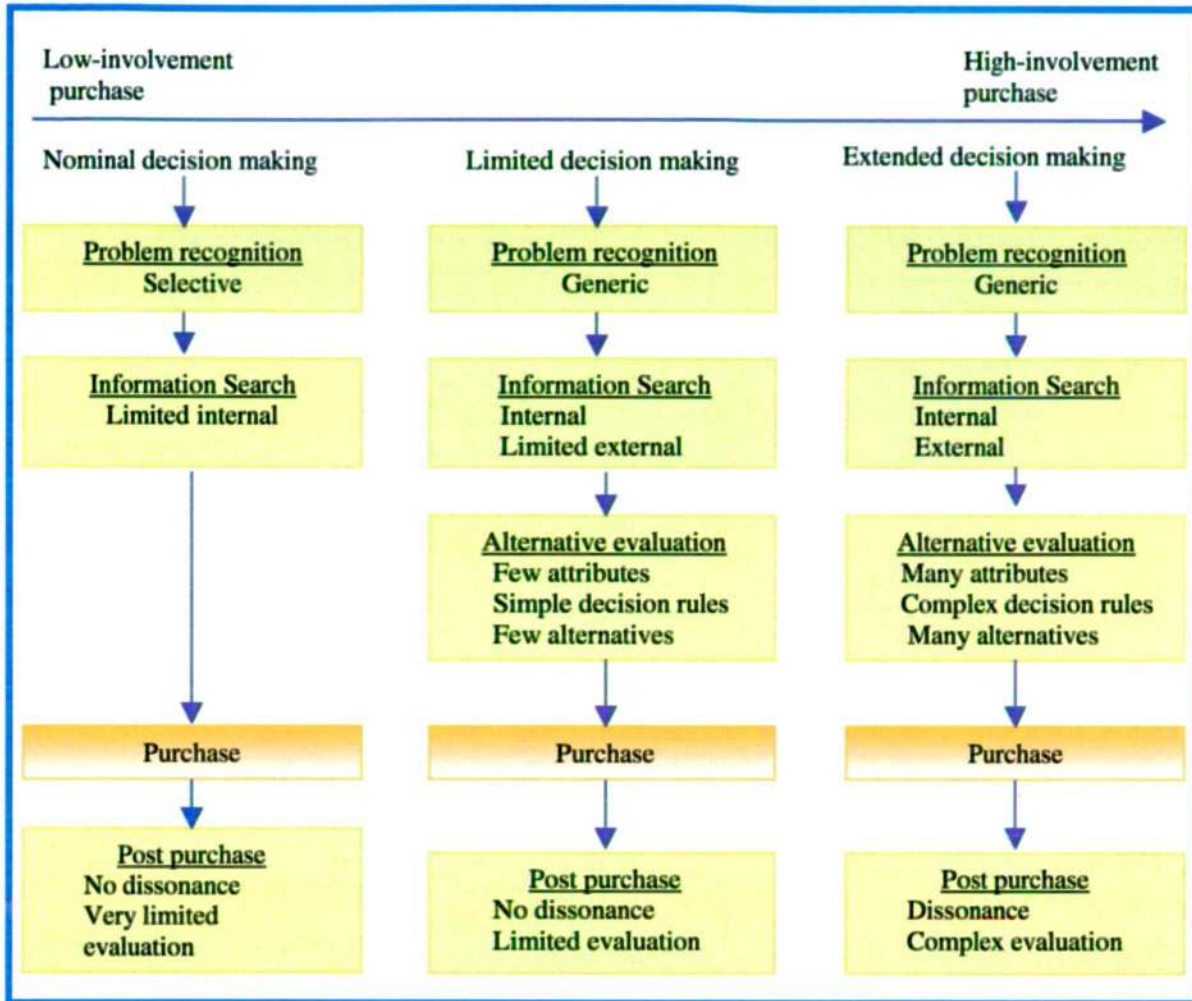 Low-involvement
purchase
High-involvement
purchase
Nominal decision making
Limited decision making
Extended decision making
Problem recognition
Selective
Problem recognition
Generic
Problem recognition
Generic
Information Search
Limited internal
Information Search
Internal
Limited external
Information Search
Internal
External
Alternative evaluation
Few attributes
Simple decision rules
Few alternatives
Alternative evaluation
Many attributes
Complex decision rules
Many alternatives
Purchase
Purchase
Purchase
Post purchase
No dissonance
Very limited
evaluation
Post purchase
No dissonance
Limited evaluation
Post purchase
Dissonance
Complex evaluation